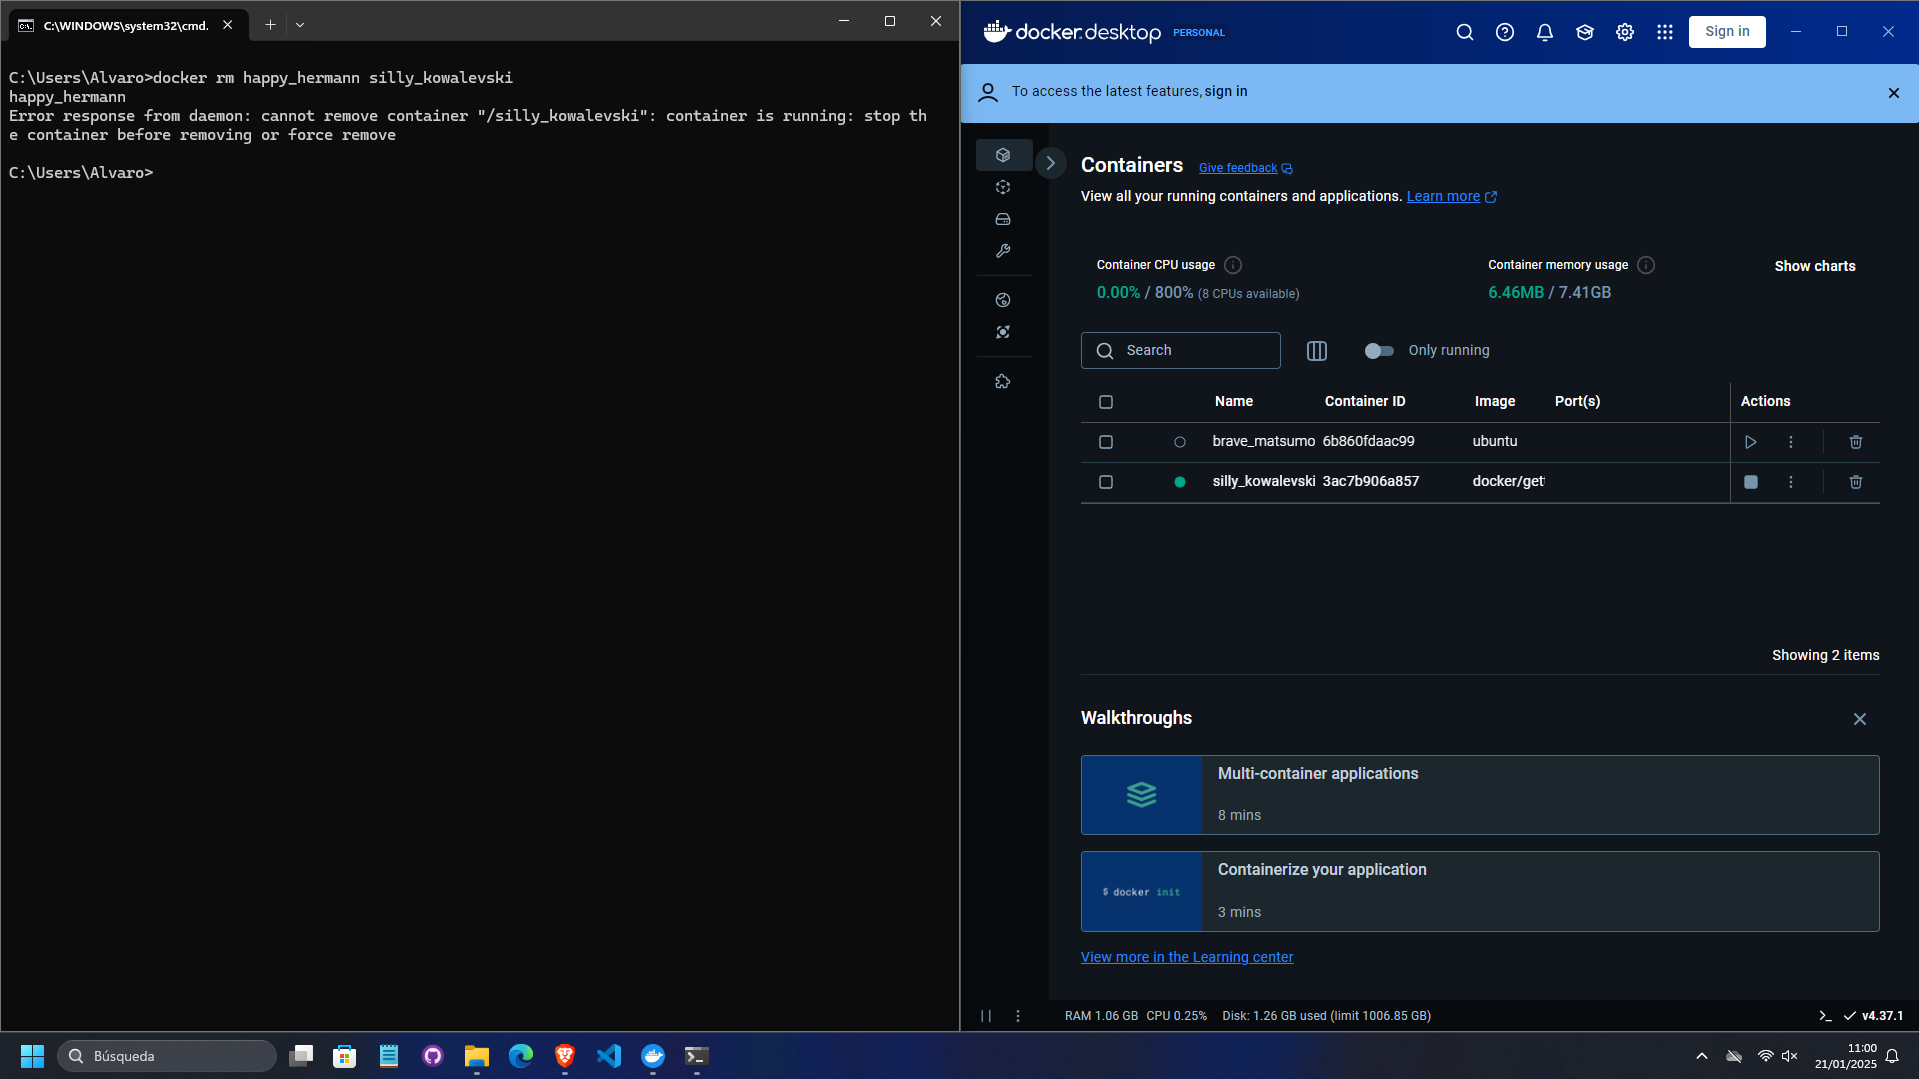 C:\WINDOWS\system32\cmd.
C:\Users\Alvaro>docker rm happy_hermann silly_kowalevski
happy_hermann
Error response from daemon: cannot remove container "/silly_kowalevski": container is running: stop th
e container before removing or force remove
C:\Users\Alvaro>
docker.desktop PERSONAL
Sign in
To access the latest features, sign in
Containers Give feedback
View all your running containers and applications. Learn more
Container CPU usage
0.00% / 800% (8 CPUs available)
Container memory usage
6.46MB / 7.41GB
Show charts
Search
Only running
Name Container ID Image Port(s) Actions
brave_matsumo 6b860fdaac99 ubuntu
silly_kowalevski 3ac7b906a857 docker/get
Showing 2 items
Walkthroughs
Multi-container applications
8 mins
$ docker init
Containerize your application
3 mins
View more in the Learning center
RAM 1.06 GB CPU 0.25% Disk: 1.26 GB used (limit 1006.85 GB)
v4.37.1
Búsqueda
11:00
21/01/2025